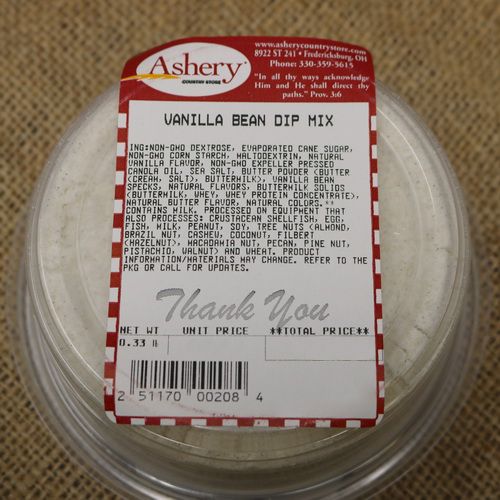 Ashery
COUNTRY STORE
www.asherycountrystore.com
8922 ST 241 • Fredericksburg, OH
Phone: 330-359-5615
"In all thy ways acknowledge
Him and He shall direct thy
paths." Prov. 3:6
VANILLA BEAN DIP MIX
ING:NON-GMO DEXTROSE, EVAPORATED CANE SUGAR,
NON-GMO CORN STARCH, MALTODEXTRIN, NATURAL
VANILLA FLAVOR, NON-GMO EXPELLER PRESSED
CANOLA OIL, SEA SALT, BUTTER POWDER (BUTTER
(CREAM, SALT), BUTTERMILK), VANILLA BEAN
SPECKS, NATURAL FLAVORS, BUTTERMILK SOLIDS
(BUTTERMILK, WHEY, WHEY PROTEIN CONCENTRATE),
NATURAL BUTTER FLAVOR, NATURAL COLORS.**
CONTAINS MILK, PROCESSED ON EQUIPMENT THAT
ALSO PROCESSES: CRUSTACEAN SHELLFISH, EGG,
FISH, MILK, PEANUT, SOY, TREE NUTS (ALMOND,
BRAZIL NUT, CASHEW, COCONUT, FILBERT
(HAZELNUT), MACADAMIA NUT, PECAN, PINE NUT,
PISTACHIO, WALNUT) AND WHEAT. PRODUCT
INFORMATION/MATERIALS MAY CHANGE. REFER TO THE
PKG OR CALL FOR UPDATES.
Thank You
NET WT UNIT PRICE **TOTAL PRICE**
0.33 lb
2 51170 00208 4